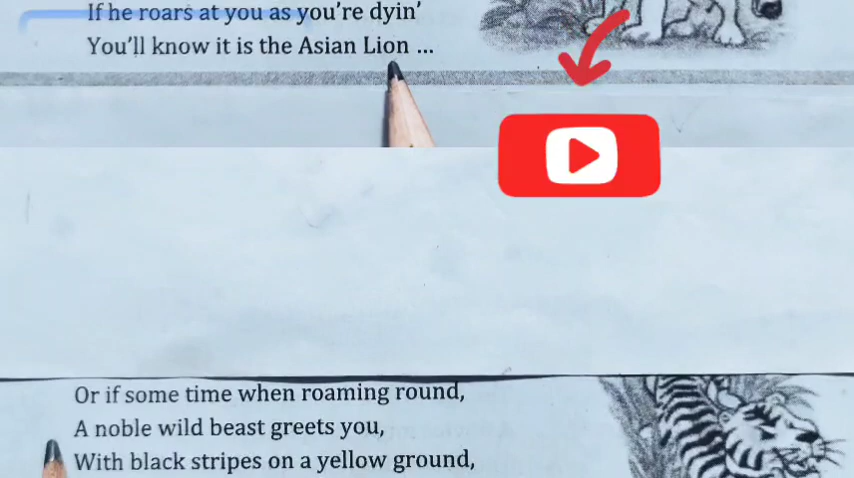 If he roars at you as you're dyin'
You'll know it is the Asian Lion ...
Or if some time when roaming round,
A noble wild beast greets you,
With black stripes on a yellow ground,